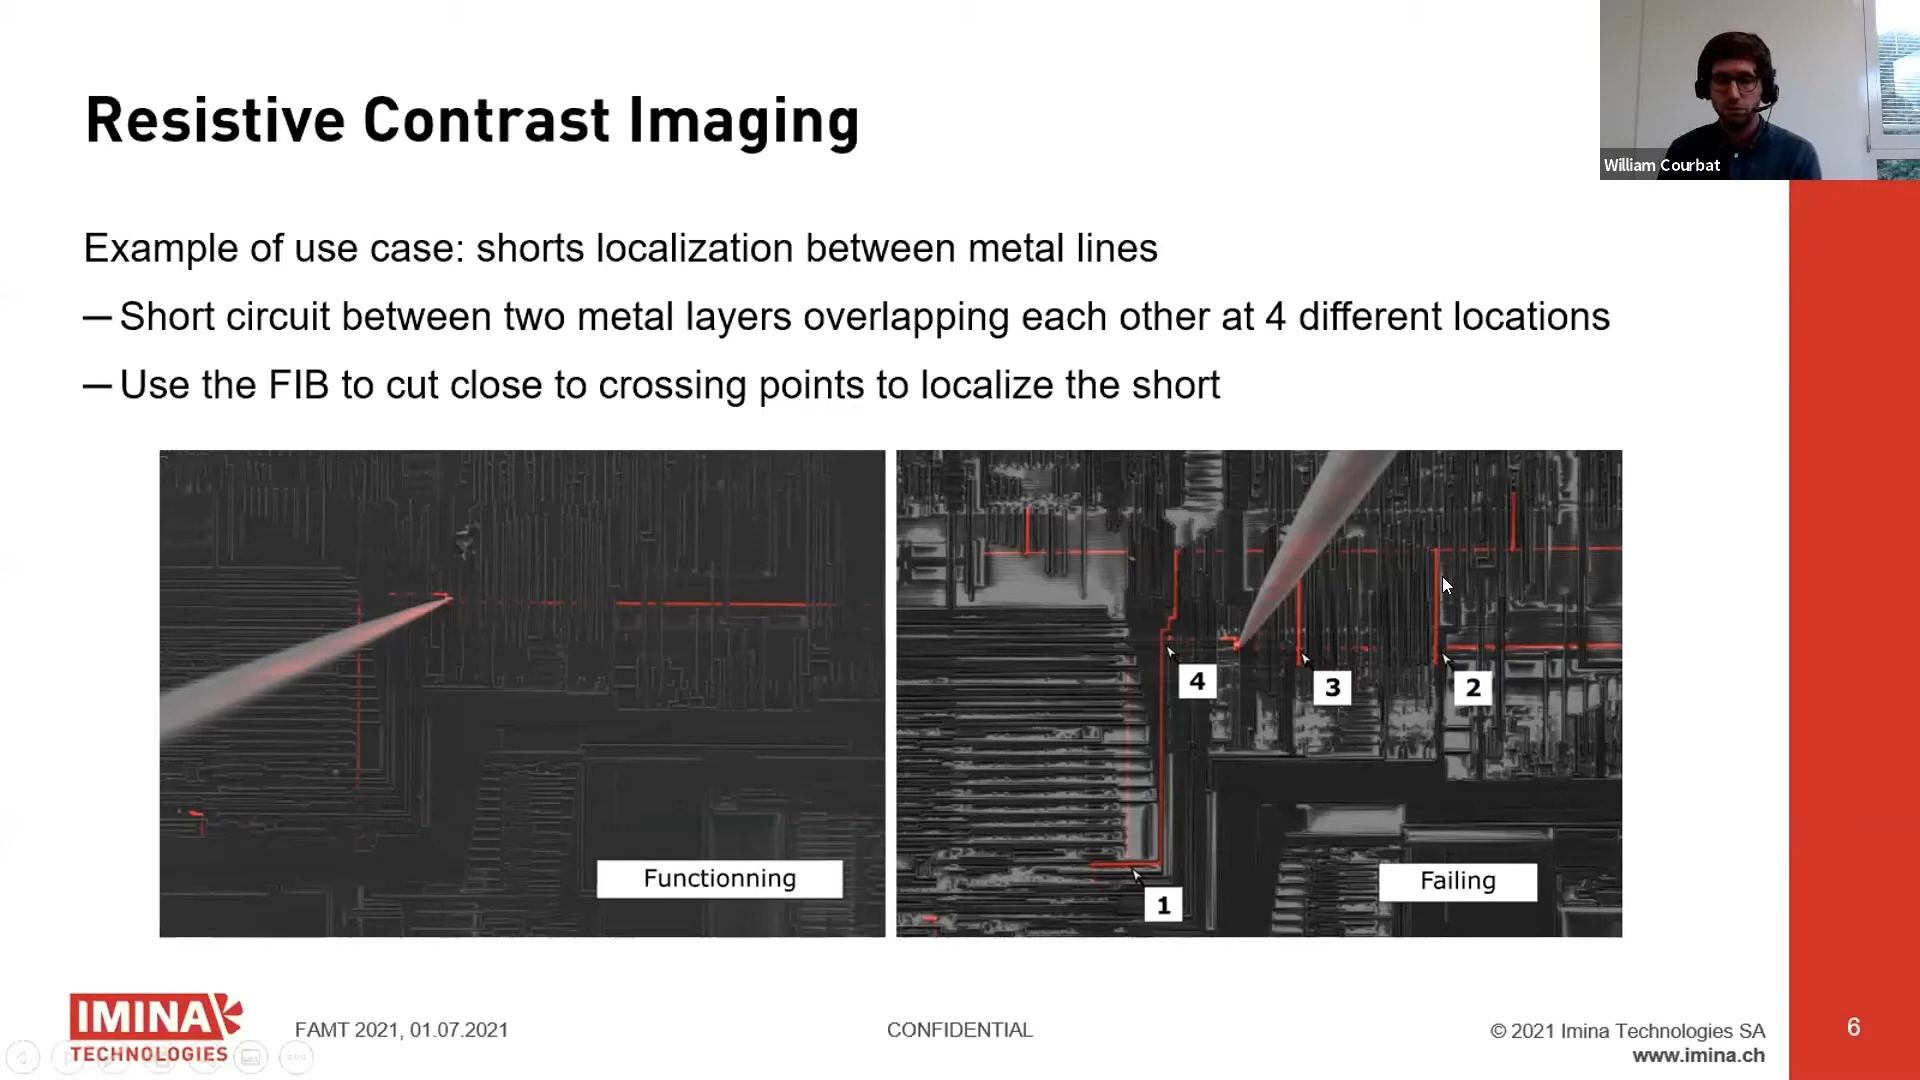 William Courbat
Resistive Contrast Imaging
Example of use case: shorts localization between metal lines
— Short circuit between two metal layers overlapping each other at 4 different locations
— Use the FIB to cut close to crossing points to localize the short
Functionning
4
3
2
1
Failing
IMINA
TECHNOLOGIES
FAMT 2021, 01.07.2021
CONFIDENTIAL
© 2021 Imina Technologies SA
www.imina.ch
6